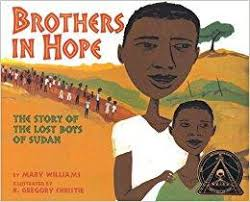 BROTHERS
IN HOPE
THE STORY OF
THE LOST BOYS
OF SUDAN
BY MARY WILLIAMS
ILLUSTRATED BY
R. GREGORY CHRISTIE